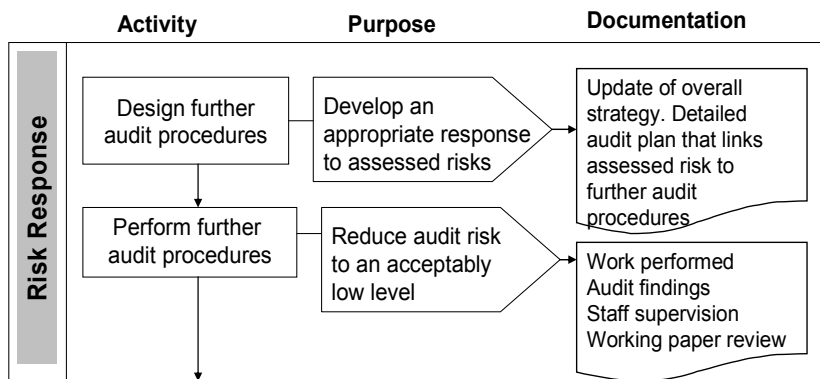 Activity
Purpose
Documentation
Risk Response
Design further
audit procedures
Develop an
appropriate response
to assessed risks
Update of overall
strategy. Detailed
audit plan that links
assessed risk to
further audit
procedures
Perform further
audit procedures
Reduce audit risk
to an acceptably
low level
Work performed
Audit findings
Staff supervision
Working paper review